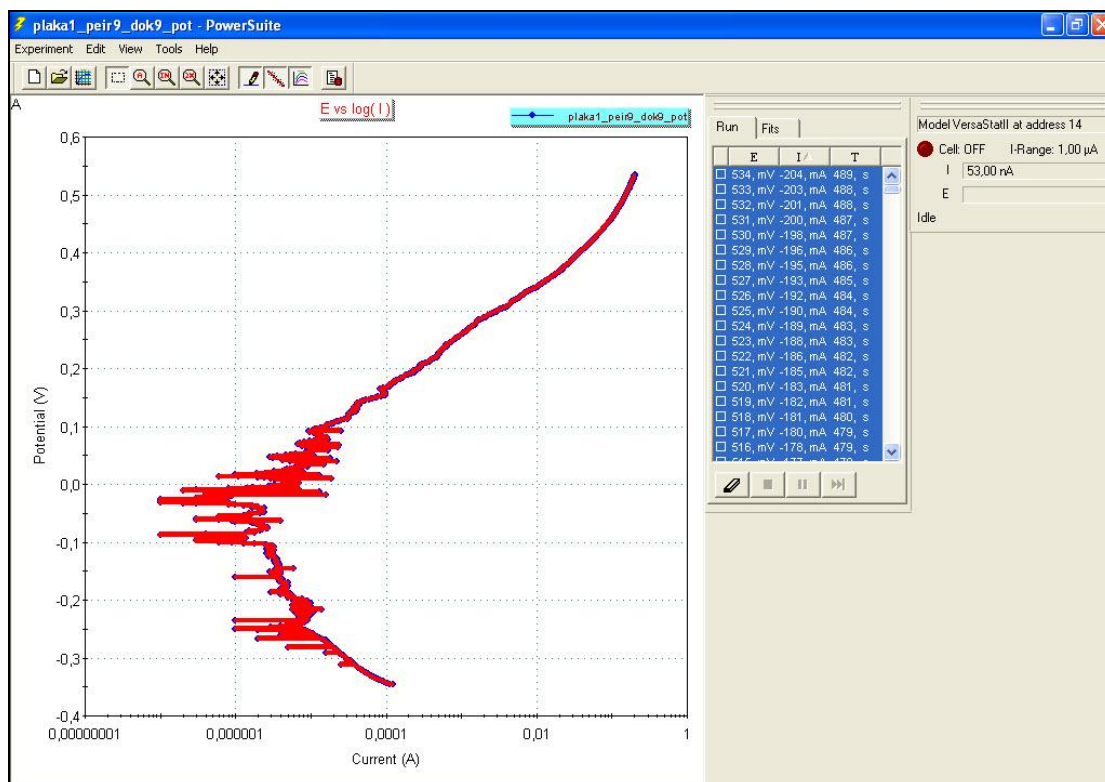 plaka1_peir9_dok9_pot - PowerSuite
Experiment Edit View Tools Help
A
E vs log( I )
plaka1_peir9_dok9_pot
0,6
0,5
0,4
0,3
0,2
0,1
0,0
-0,1
-0,2
-0,3
-0,4
Potential (V)
0,00000001 0,000001 0,0001 0,01 1
Current (A)
Run Fits
E I T
534, mV -204, mA 489, s
533, mV -203, mA 488, s
532, mV -201, mA 488, s
531, mV -200, mA 487, s
530, mV -198, mA 487, s
529, mV -196, mA 486, s
528, mV -195, mA 486, s
527, mV -193, mA 485, s
526, mV -192, mA 484, s
525, mV -190, mA 484, s
524, mV -189, mA 483, s
523, mV -188, mA 483, s
522, mV -186, mA 482, s
521, mV -185, mA 482, s
520, mV -183, mA 481, s
519, mV -182, mA 481, s
518, mV -181, mA 480, s
517, mV -180, mA 479, s
516, mV -178, mA 479, s
Model VersaStatII at address 14
Cell: OFF I-Range: 1,00 µA
I 53,00 nA
E
Idle